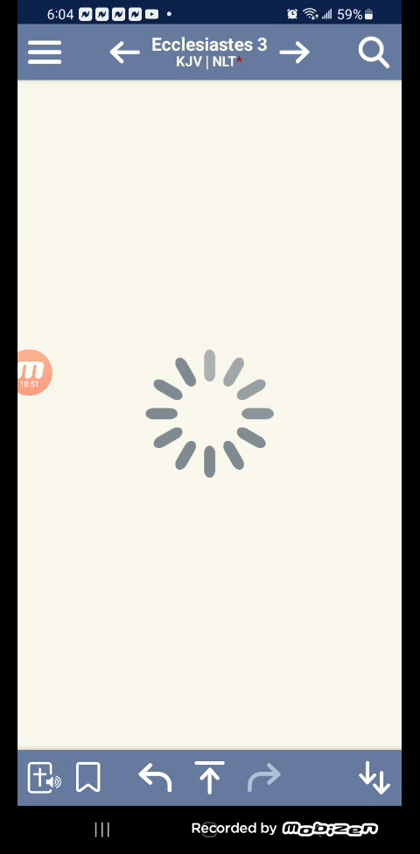 6:04 59%
Ecclesiastes 3
KJV | NLT*
18:51
Recorded by mobizen